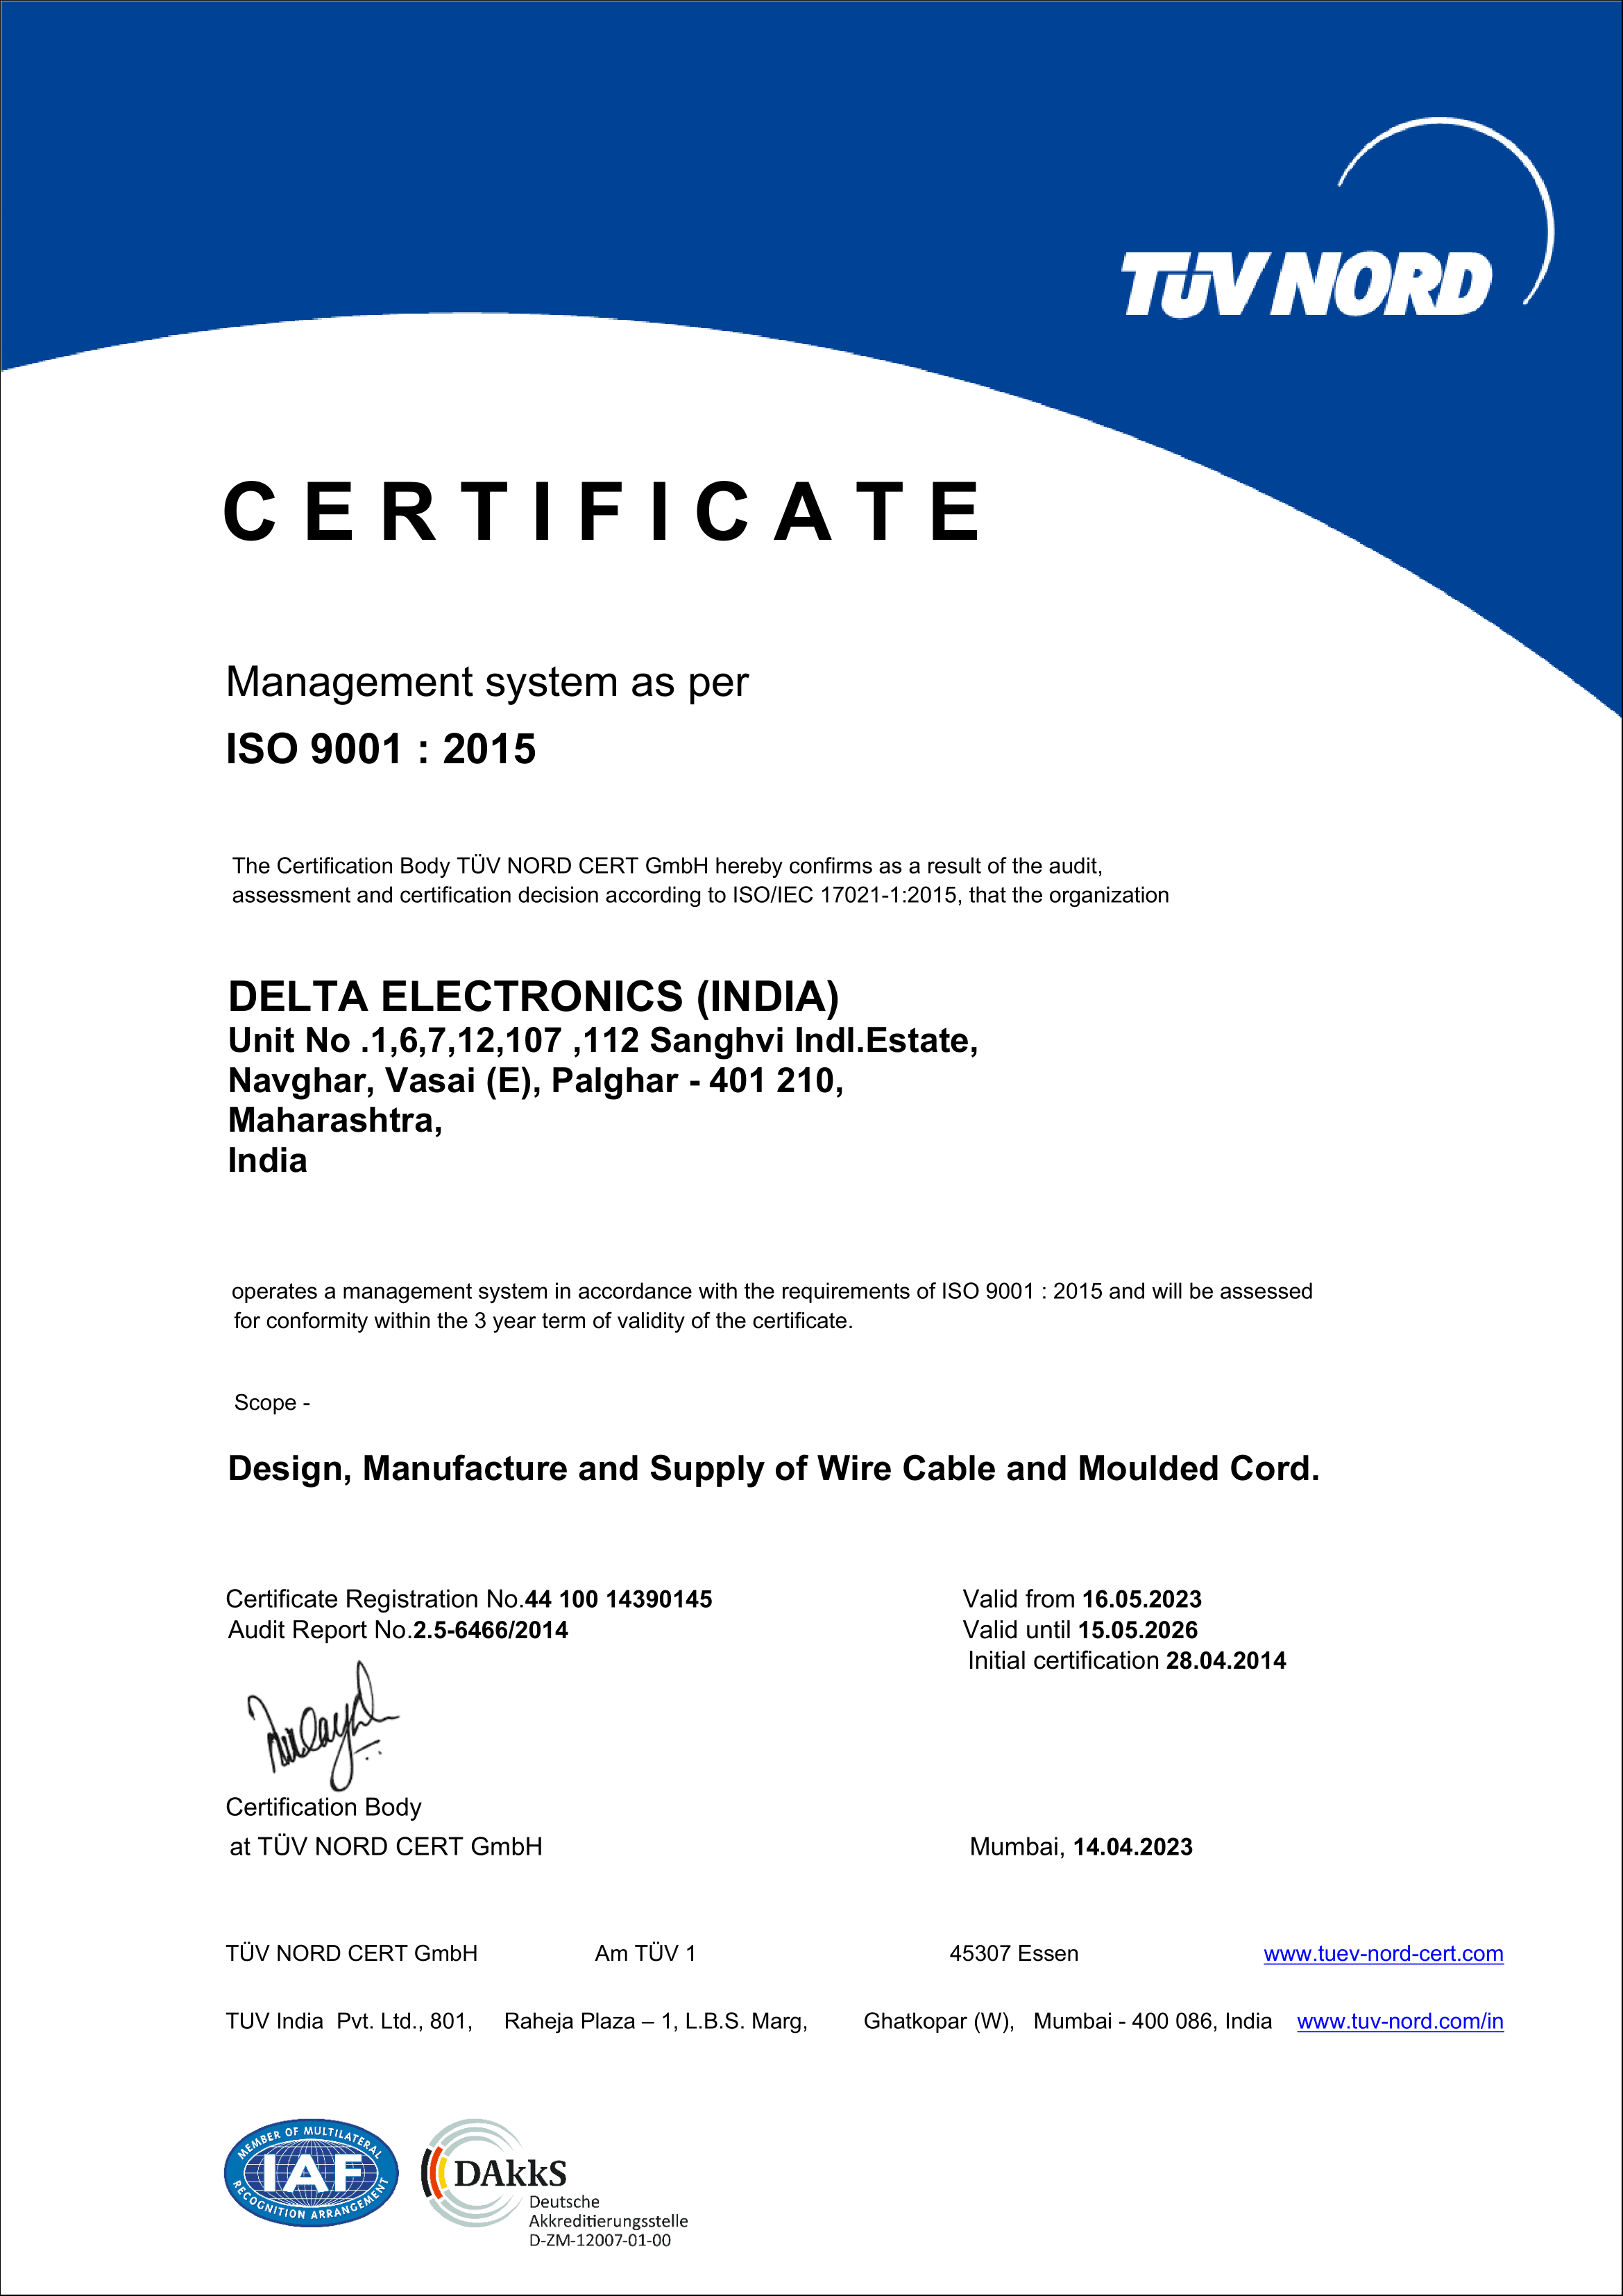 TÜV NORD
CERTIFICATE
Management system as per
ISO 9001 : 2015
The Certification Body TÜV NORD CERT GmbH hereby confirms as a result of the audit,
assessment and certification decision according to ISO/IEC 17021-1:2015, that the organization
DELTA ELECTRONICS (INDIA)
Unit No .1,6,7,12,107 ,112 Sanghvi Indl.Estate,
Navghar, Vasai (E), Palghar - 401 210,
Maharashtra,
India
operates a management system in accordance with the requirements of ISO 9001 : 2015 and will be assessed
for conformity within the 3 year term of validity of the certificate.
Scope -
Design, Manufacture and Supply of Wire Cable and Moulded Cord.
Certificate Registration No.44 100 14390145 Valid from 16.05.2023
Audit Report No.2.5-6466/2014 Valid until 15.05.2026
Initial certification 28.04.2014
Certification Body
at TÜV NORD CERT GmbH Mumbai, 14.04.2023
TÜV NORD CERT GmbH Am TÜV 1 45307 Essen www.tuev-nord-cert.com
TUV India Pvt. Ltd., 801, Raheja Plaza – 1, L.B.S. Marg, Ghatkopar (W), Mumbai - 400 086, India www.tuv-nord.com/in
MEMBER OF MULTILATERAL
IAF
RECOGNITION ARRANGEMENT
DAkkS
Deutsche
Akkreditierungsstelle
D-ZM-12007-01-00